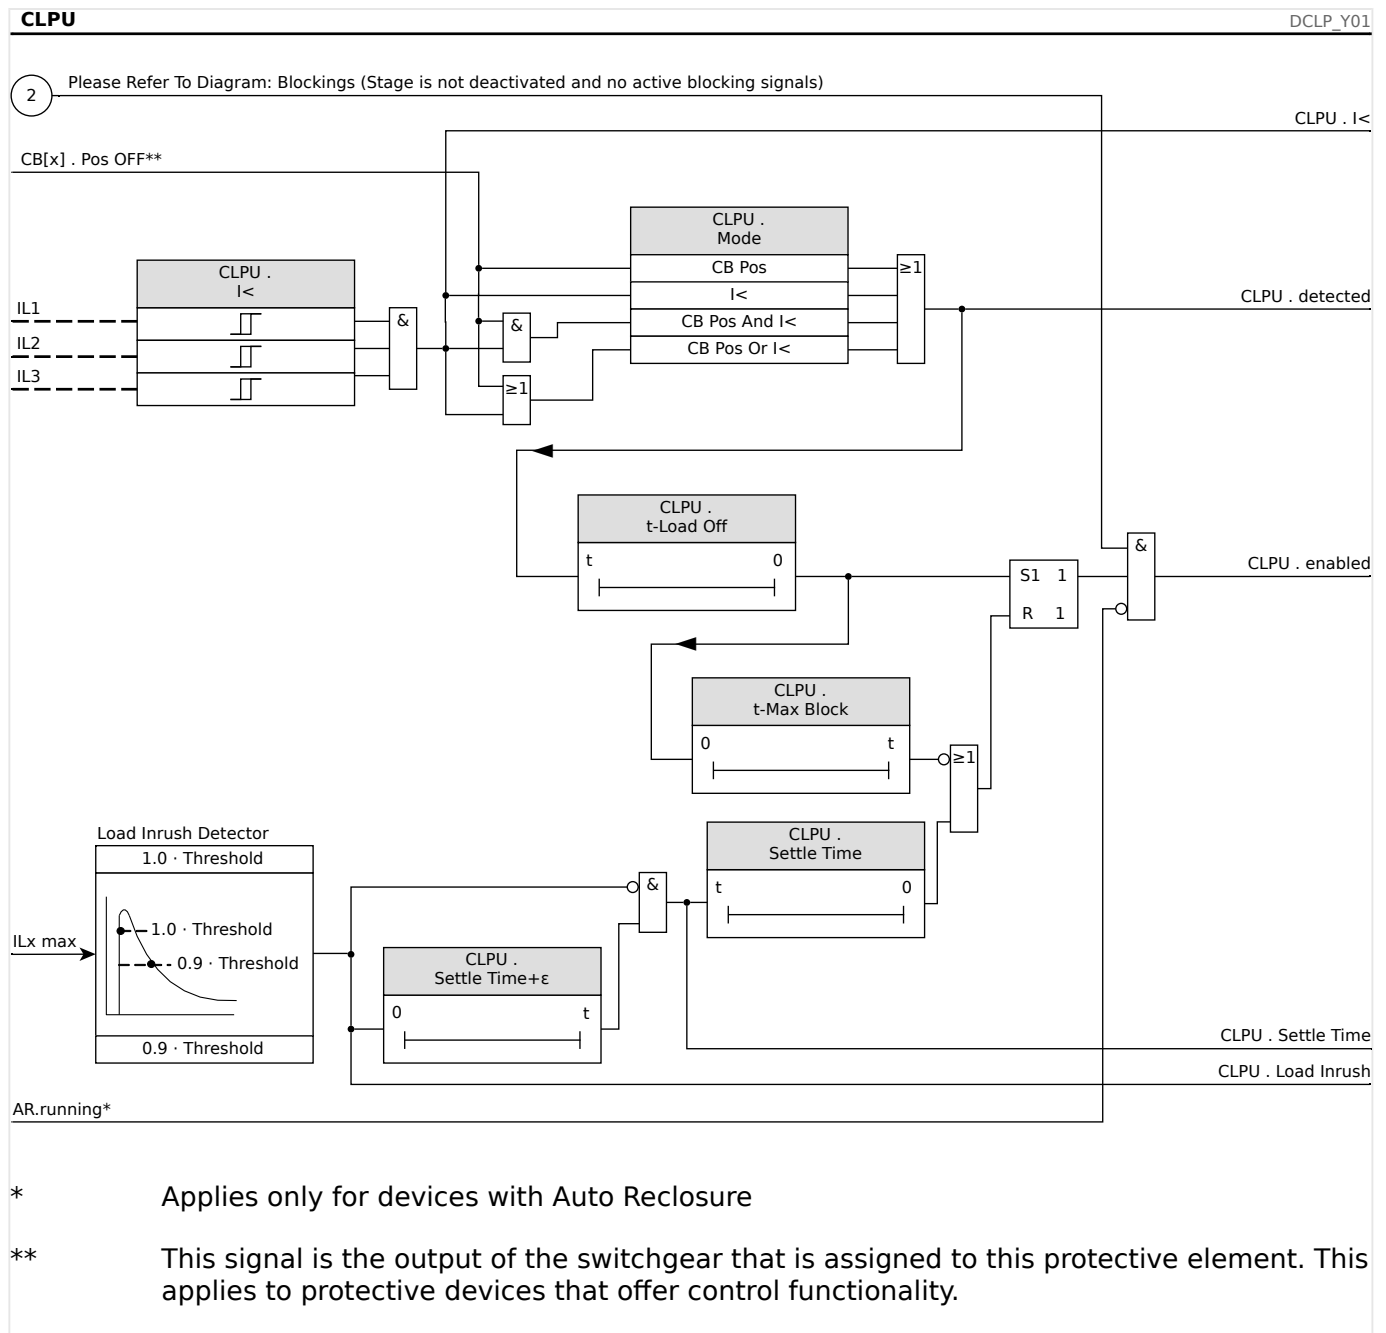 CLPU
DCLP_Y01
2
Please Refer To Diagram: Blockings (Stage is not deactivated and no active blocking signals)
CLPU . I<
CB[x] . Pos OFF**
CLPU .
Mode
CB Pos
I<
CB Pos And I<
CB Pos Or I<
≥1
CLPU . detected
CLPU .
I<
IL1
IL2
IL3
&
&
≥1
CLPU .
t-Load Off
t 0
S1 1
R 1
&
CLPU . enabled
CLPU .
t-Max Block
0 t
≥1
Load Inrush Detector
1.0 · Threshold
1.0 · Threshold
0.9 · Threshold
0.9 · Threshold
ILx max
&
CLPU .
Settle Time
t 0
CLPU .
Settle Time+ε
0 t
CLPU . Settle Time
CLPU . Load Inrush
AR.running*
* Applies only for devices with Auto Reclosure
** This signal is the output of the switchgear that is assigned to this protective element. This
applies to protective devices that offer control functionality.